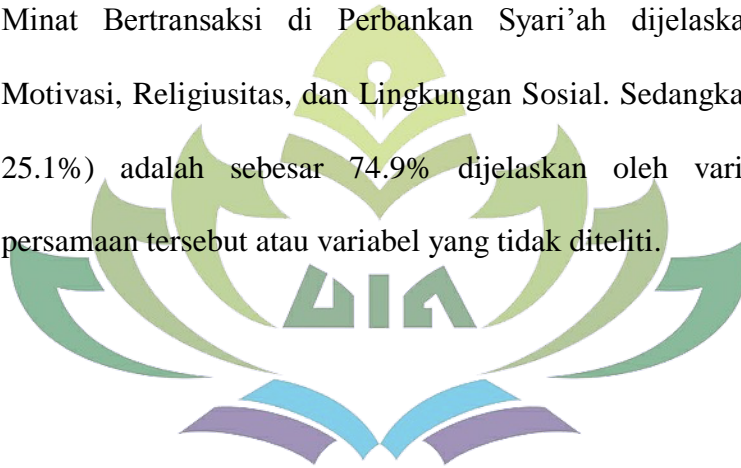 Minat Bertransaksi di Perbankan Syari’ah dijelaska
Motivasi, Religiusitas, dan Lingkungan Sosial. Sedangka
25.1%) adalah sebesar 74.9% dijelaskan oleh vari
persamaan tersebut atau variabel yang tidak diteliti.
UIN